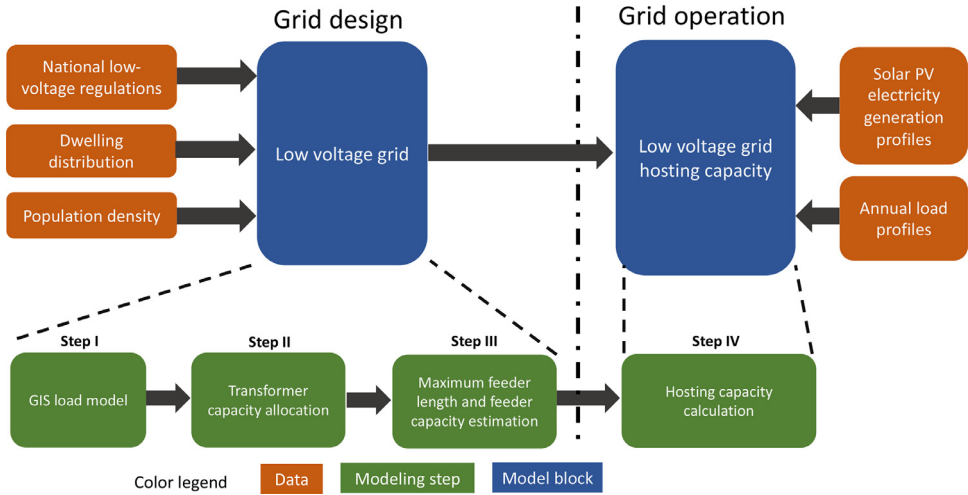 Grid design
Grid operation
National low-
voltage regulations
Dwelling
distribution
Population density
Low voltage grid
Low voltage grid
hosting capacity
Solar PV
electricity
generation
profiles
Annual load
profiles
Step I
GIS load model
Step II
Transformer
capacity allocation
Step III
Maximum feeder
length and feeder
capacity estimation
Step IV
Hosting capacity
calculation
Color legend
Data
Modeling step
Model block